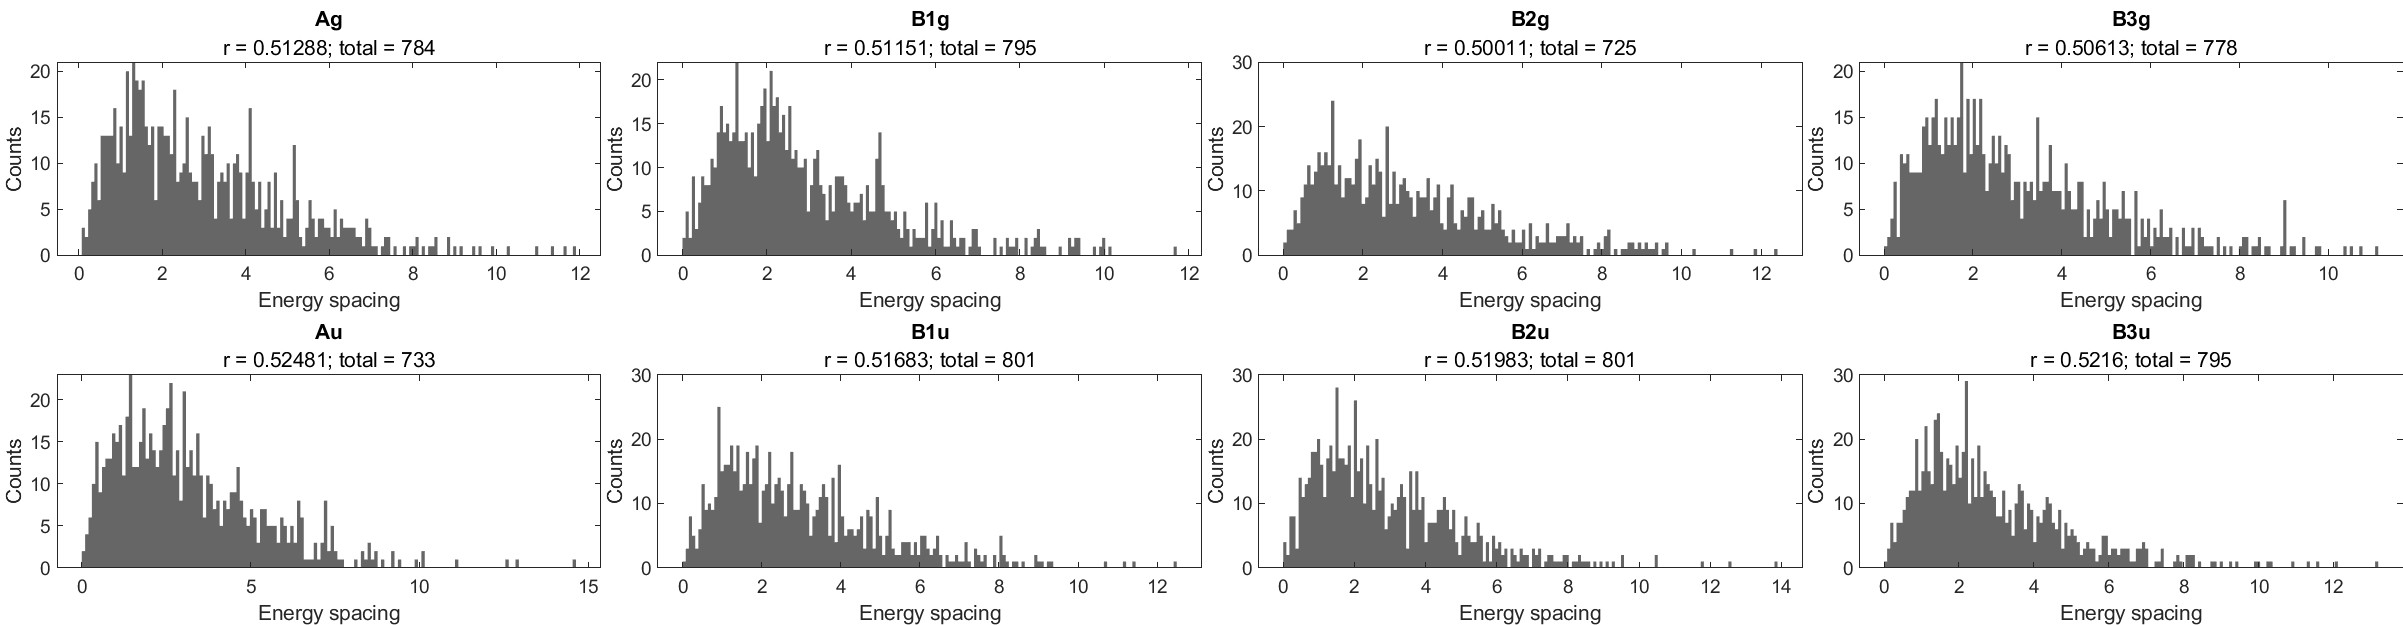 Ag
r = 0.51288; total = 784
20
15
10
5
0
Counts
0 2 4 6 8 10 12
Energy spacing
B1g
r = 0.51151; total = 795
20
15
10
5
0
Counts
0 2 4 6 8 10 12
Energy spacing
B2g
r = 0.50011; total = 725
30
20
10
0
Counts
0 2 4 6 8 10 12
Energy spacing
B3g
r = 0.50613; total = 778
20
15
10
5
0
Counts
0 2 4 6 8 10
Energy spacing
Au
r = 0.52481; total = 733
20
15
10
5
0
Counts
0 5 10 15
Energy spacing
B1u
r = 0.51683; total = 801
30
20
10
0
Counts
0 2 4 6 8 10 12
Energy spacing
B2u
r = 0.51983; total = 801
30
20
10
0
Counts
0 2 4 6 8 10 12 14
Energy spacing
B3u
r = 0.5216; total = 795
30
20
10
0
Counts
0 2 4 6 8 10 12
Energy spacing